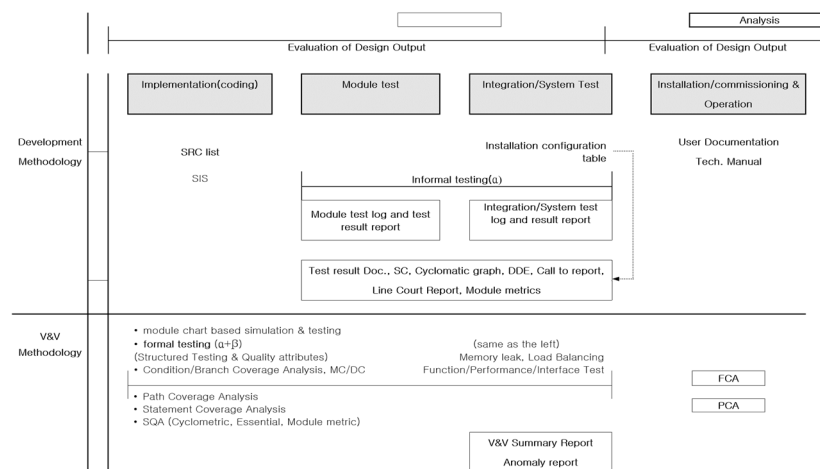 Analysis
Evaluation of Design Output
Evaluation of Design Output
Implementation(coding)
Module test
Integration/System Test
Installation/commissioning &
Operation
Development
Methodology
SRC list
SIS
Installation configuration
table
User Documentation
Tech. Manual
Informal testing(α)
Module test log and test
result report
Integration/System test
log and result report
Test result Doc., SC, Cyclomatic graph, DDE, Call to report,
Line Court Report, Module metrics
V&V
Methodology
• module chart based simulation & testing
• formal testing (α+β)
(Structured Testing & Quality attributes)
• Condition/Branch Coverage Analysis, MC/DC
(same as the left)
Memory leak, Load Balancing
Function/Performance/Interface Test
• Path Coverage Analysis
• Statement Coverage Analysis
• SQA (Cyclometric, Essential, Module metric)
FCA
PCA
V&V Summary Report
Anomaly report